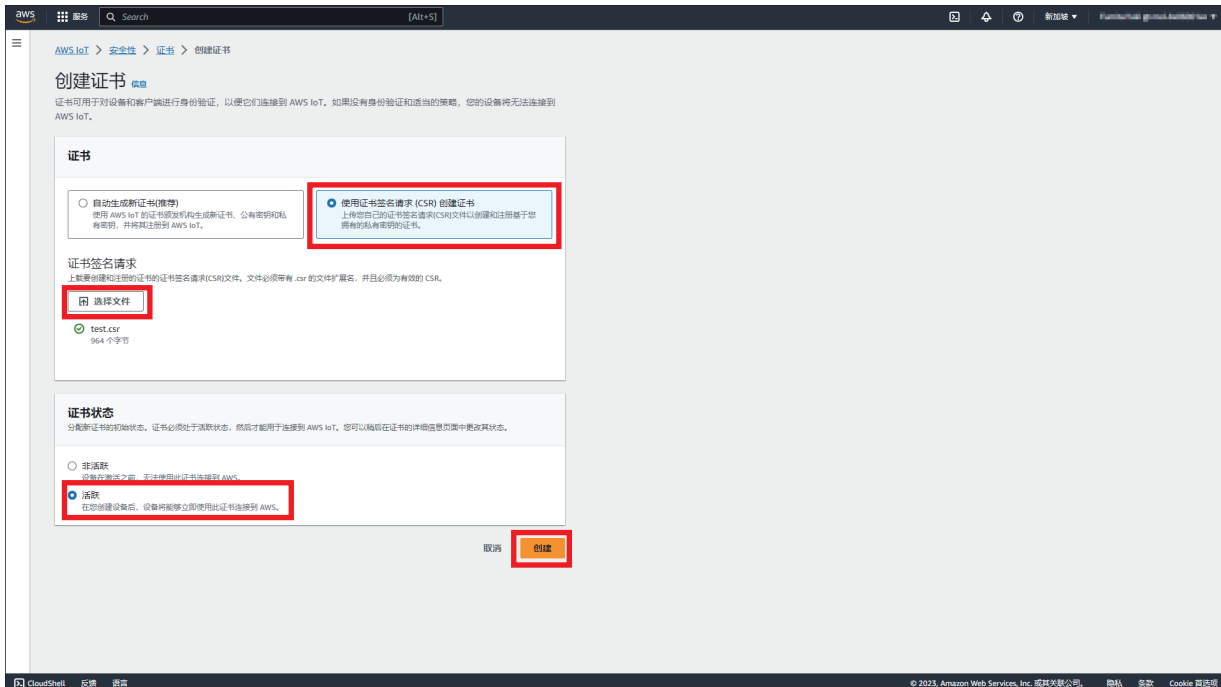 aws
服务
Search
[Alt+S]
新加坡
AWS IoT > 安全性 > 证书 > 创建证书
创建证书 信息
证书可用于对设备和客户端进行身份验证，以便它们连接到 AWS IoT。如果没有身份验证和适当的策略，您的设备将无法连接到
AWS IoT。
证书
自动生成新证书(推荐)
使用 AWS IoT 的证书颁发机构生成新证书、公有密钥和私
有密钥，并将其注册到 AWS IoT。
使用证书签名请求 (CSR) 创建证书
上传您自己的证书签名请求(CSR)文件以创建和注册基于您
拥有的私有密钥的证书。
证书签名请求
上载要创建和注册的证书的证书签名请求(CSR)文件。文件必须带有 .csr 的文件扩展名，并且必须为有效的 CSR。
选择文件
test.csr
964 个字节
证书状态
分配新证书的初始状态。证书必须处于活跃状态，然后才能用于连接到 AWS IoT。您可以稍后在证书的详细信息页面中更改其状态。
非活跃
设备在激活之前，无法使用此证书连接到 AWS。
活跃
在您创建设备后，设备将能够立即使用此证书连接到 AWS。
取消
创建
CloudShell 反馈 语言
© 2023, Amazon Web Services, Inc. 或其关联公司。 隐私 条款 Cookie 首选项